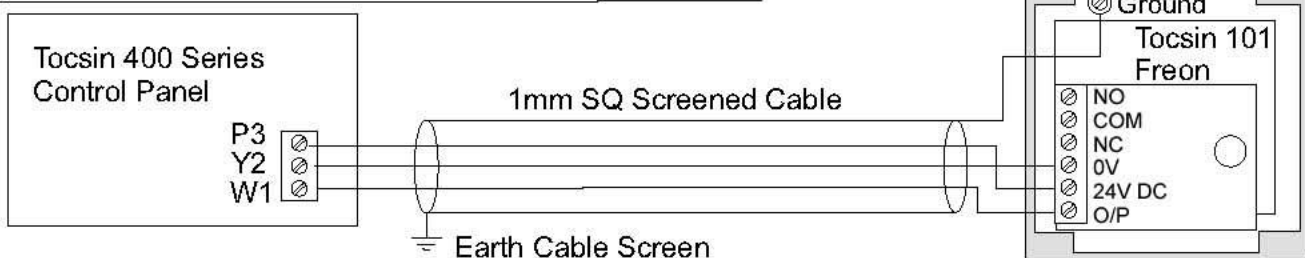 Tocsin 400 Series
Control Panel
P3
Y2
W1
1mm SQ Screened Cable
Earth Cable Screen
Ground
Tocsin 101
Freon
NO
COM
NC
0V
24V DC
O/P